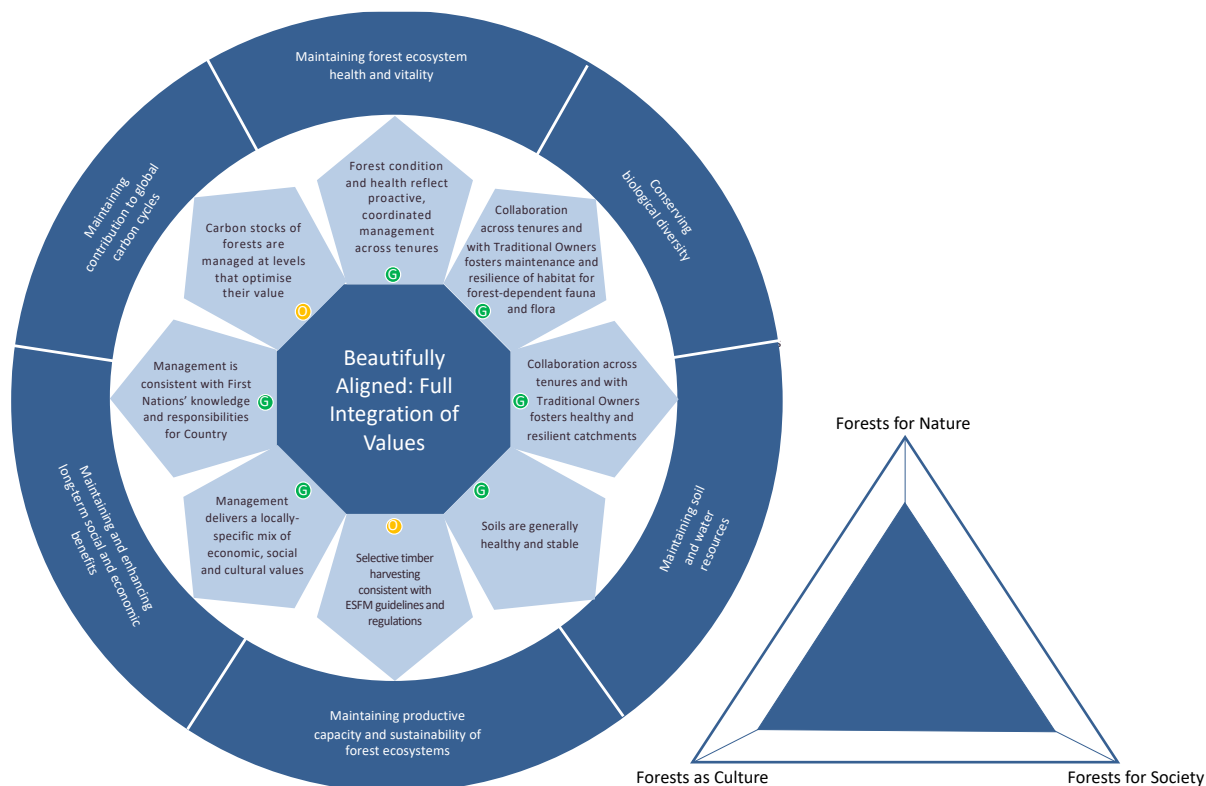 Maintaining forest ecosystem
health and vitality
Conserving
biological diversity
Maintaining soil
and water
resources
Maintaining productive
capacity and sustainability of
forest ecosystems
Maintaining and enhancing
long-term social and economic
benefits
Maintaining
contribution to global
carbon cycles
Forest condition
and health reflect
proactive,
coordinated
management
across tenures
G
Collaboration
across tenures and
with Traditional Owners
fosters maintenance and
resilience of habitat for
forest-dependent fauna
and flora
G
Collaboration across
tenures and with
Traditional Owners
fosters healthy and
resilient catchments
G
Soils are generally
healthy and stable
G
Selective timber
harvesting
consistent with
ESFM guidelines and
regulations
O
Management
delivers a locally-
specific mix of
economic, social
and cultural values
G
Management is
consistent with First
Nations' knowledge
and responsibilities
for Country
G
Carbon stocks of
forests are
managed at levels
that optimise
their value
O
Beautifully
Aligned: Full
Integration of
Values
Forests for Nature
Forests as Culture
Forests for Society